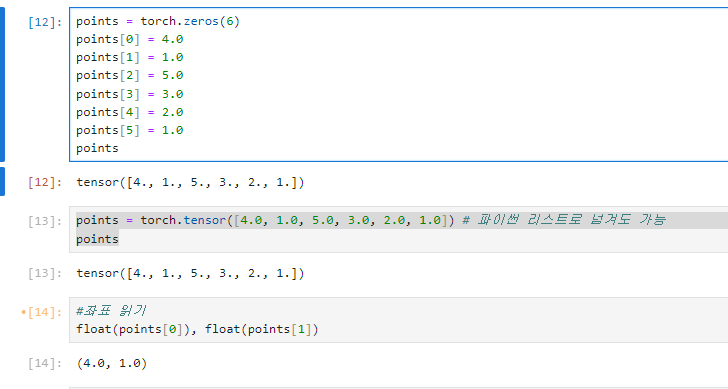 [12]: points = torch.zeros(6)
points[0] = 4.0
points[1] = 1.0
points[2] = 5.0
points[3] = 3.0
points[4] = 2.0
points[5] = 1.0
points
[12]: tensor([4., 1., 5., 3., 2., 1.])
[13]: points = torch.tensor([4.0, 1.0, 5.0, 3.0, 2.0, 1.0]) # 파이썬 리스트로 넘겨도 가능
points
[13]: tensor([4., 1., 5., 3., 2., 1.])
[14]: #좌표 읽기
float(points[0]), float(points[1])
[14]: (4.0, 1.0)